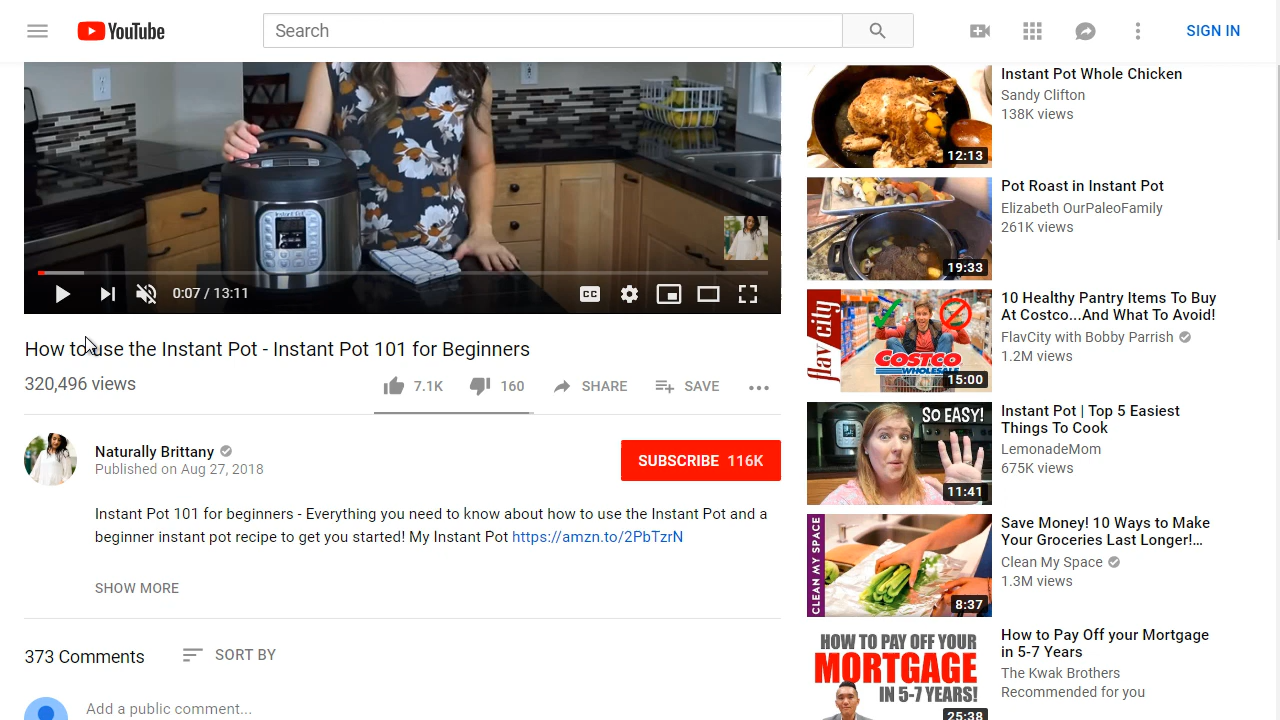 YouTube
Search
SIGN IN
Instant Pot
0:07 / 13:11
CC
How to use the Instant Pot - Instant Pot 101 for Beginners
320,496 views
7.1K
160
SHARE
SAVE
Naturally Brittany
Published on Aug 27, 2018
SUBSCRIBE 116K
Instant Pot 101 for beginners - Everything you need to know about how to use the Instant Pot and a
beginner instant pot recipe to get you started! My Instant Pot https://amzn.to/2PbTzrN
SHOW MORE
373 Comments
SORT BY
Add a public comment...
12:13
Instant Pot Whole Chicken
Sandy Clifton
138K views
19:33
Pot Roast in Instant Pot
Elizabeth OurPaleoFamily
261K views
flav city
COSTCO
WHOLESALE
15:00
10 Healthy Pantry Items To Buy
At Costco...And What To Avoid!
FlavCity with Bobby Parrish
1.2M views
SO EASY!
11:41
Instant Pot | Top 5 Easiest
Things To Cook
LemonadeMom
675K views
CLEAN MY SPACE
8:37
Save Money! 10 Ways to Make
Your Groceries Last Longer!...
Clean My Space
1.3M views
HOW TO PAY OFF YOUR
MORTGAGE
IN 5-7 YEARS!
25:38
How to Pay Off your Mortgage
in 5-7 Years
The Kwak Brothers
Recommended for you